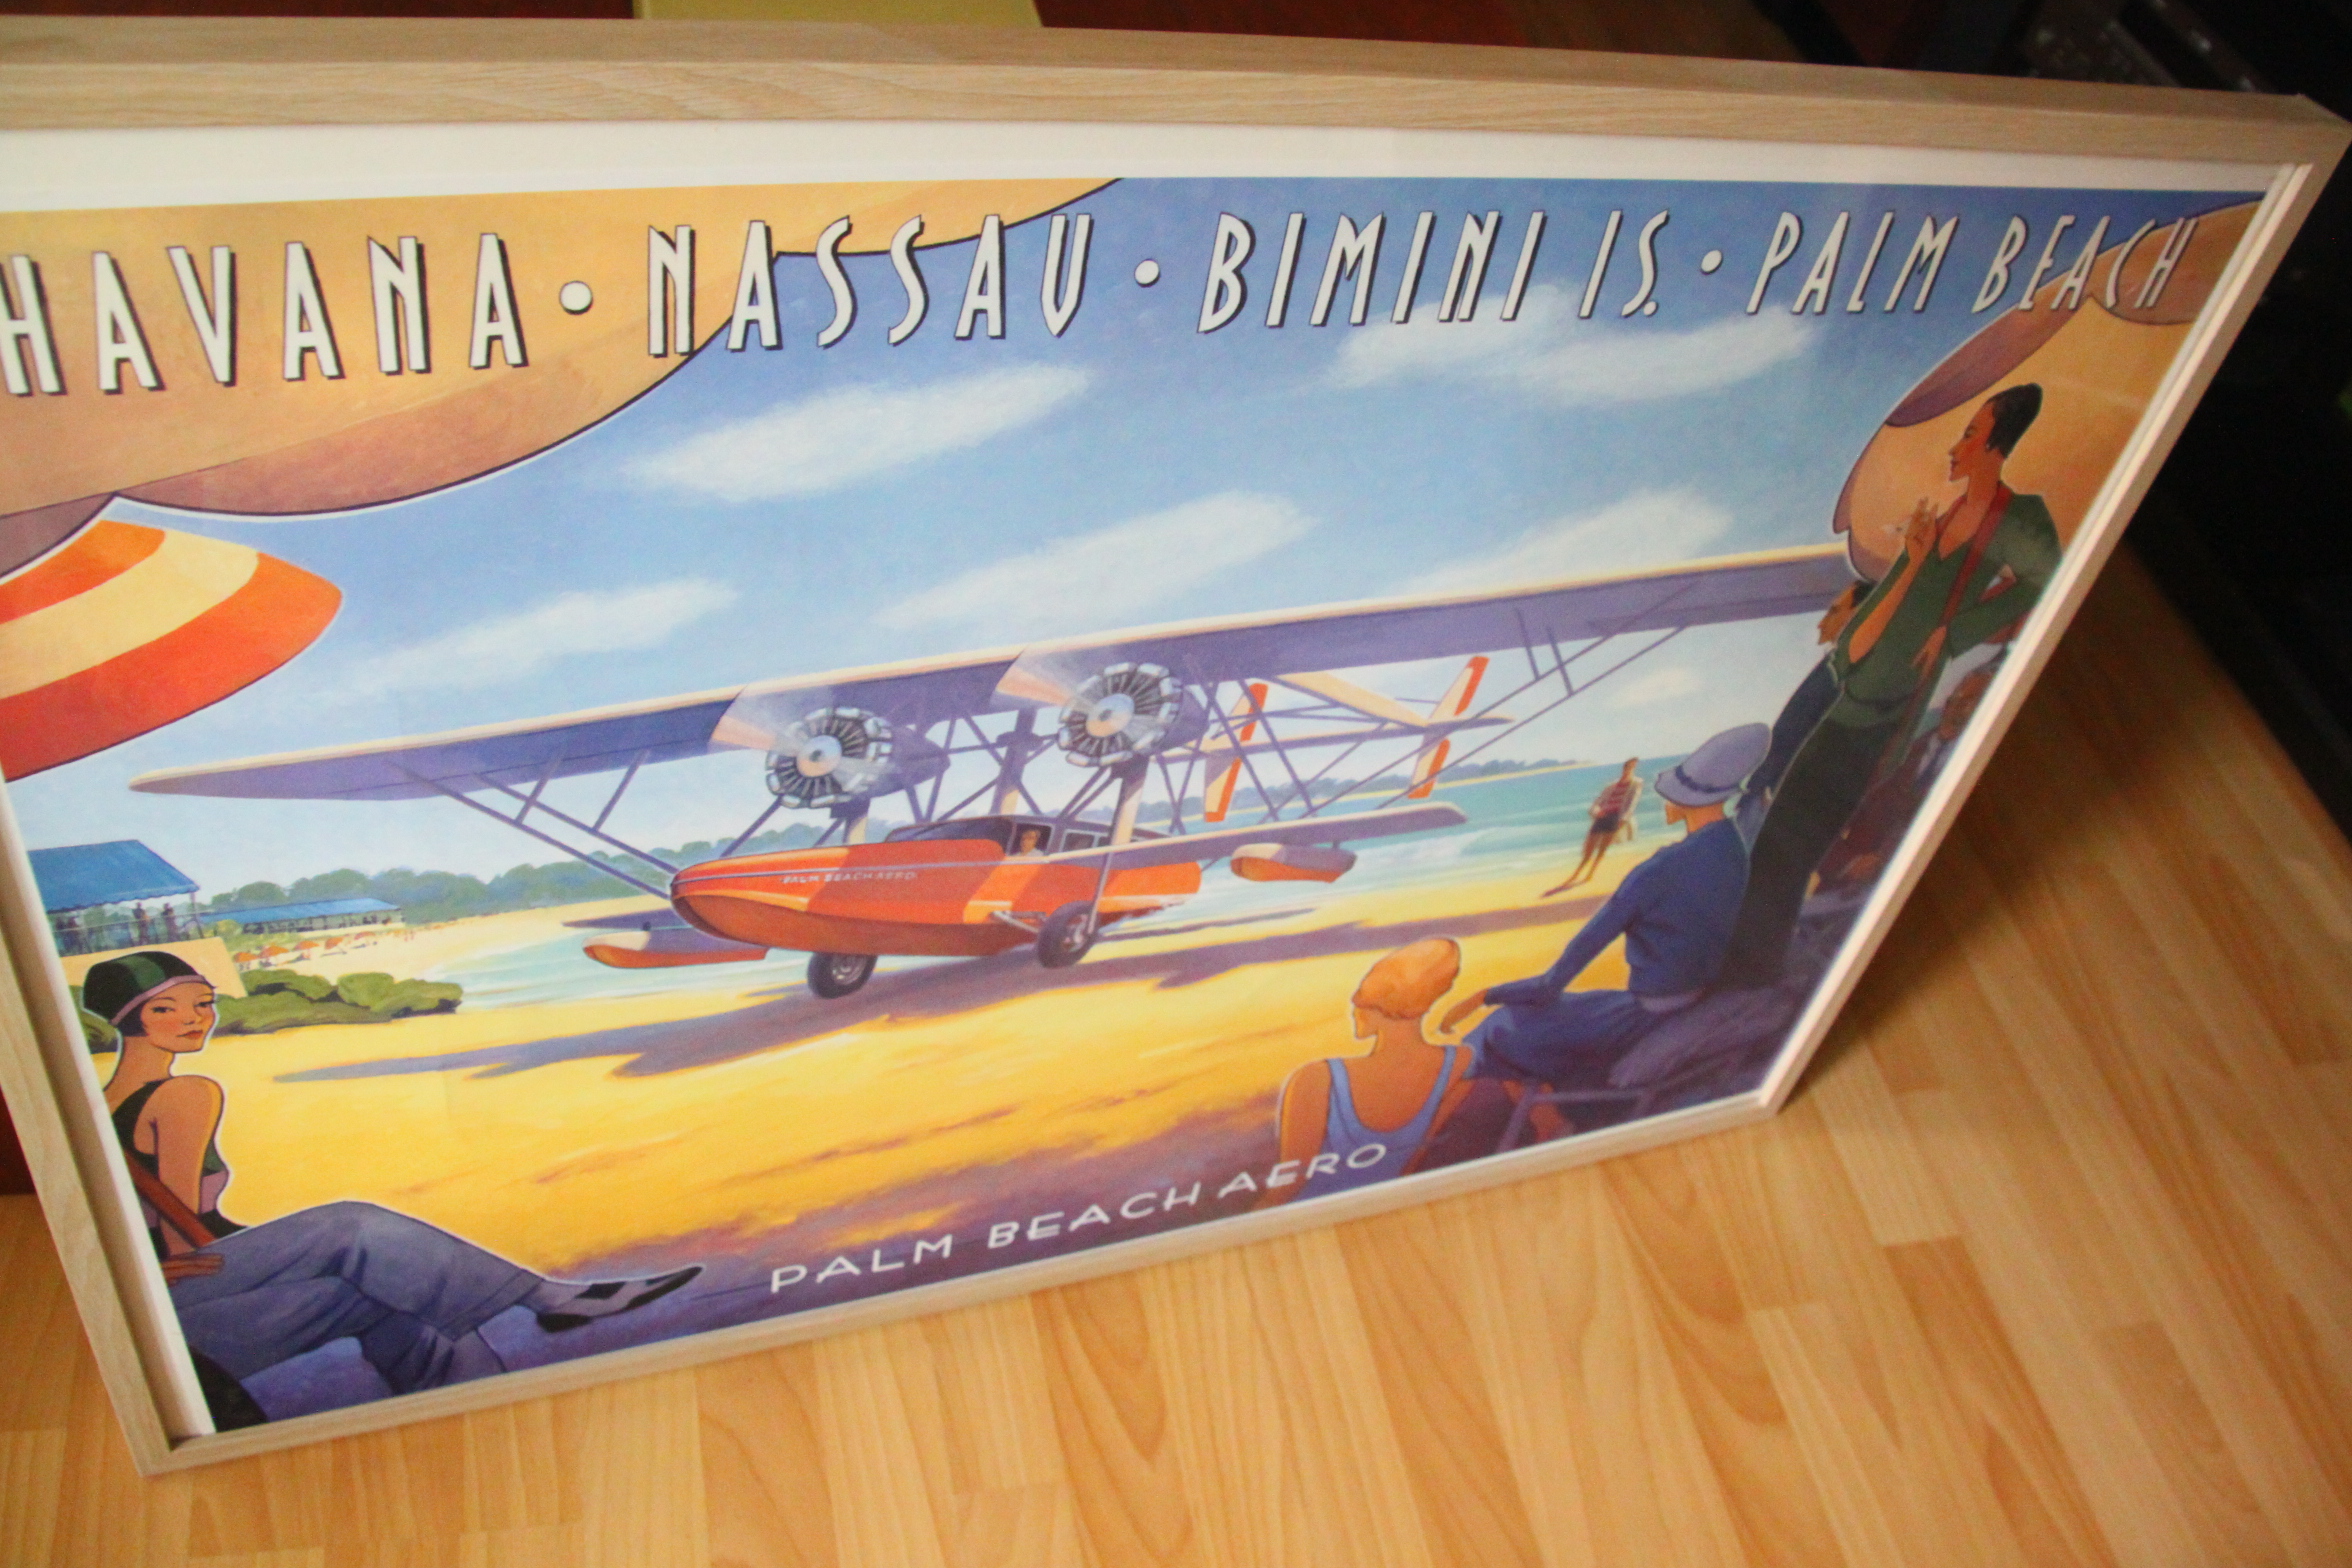 HAVANA • NASSAU • BIMINI IS. • PALM BEACH
PALM BEACH AERO.
PALM BEACH AERO